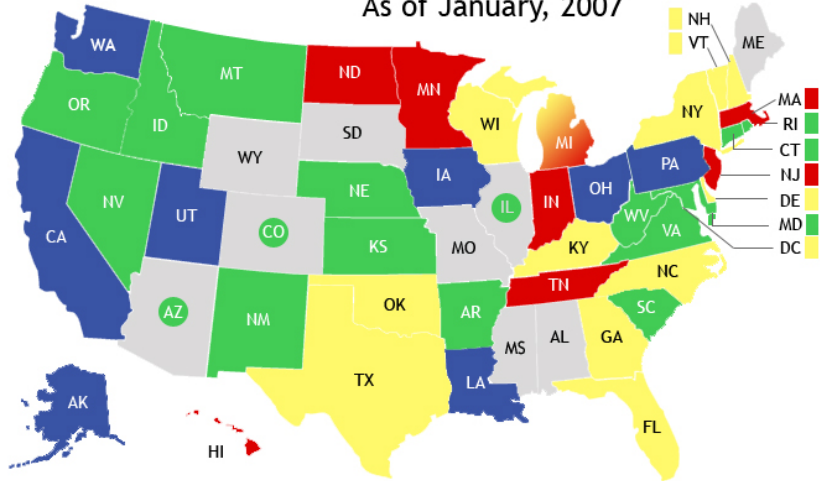 As of January, 2007
NH
VT
ME
WA
MT
ND
MN
OR
ID
SD
WI
MI
NY
MA
RI
CT
NJ
DE
MD
DC
WY
IA
NE
IL
IN
OH
PA
NV
UT
CO
KS
MO
KY
WV
VA
CA
AZ
NM
OK
AR
TN
NC
SC
MS
AL
GA
TX
LA
FL
AK
HI